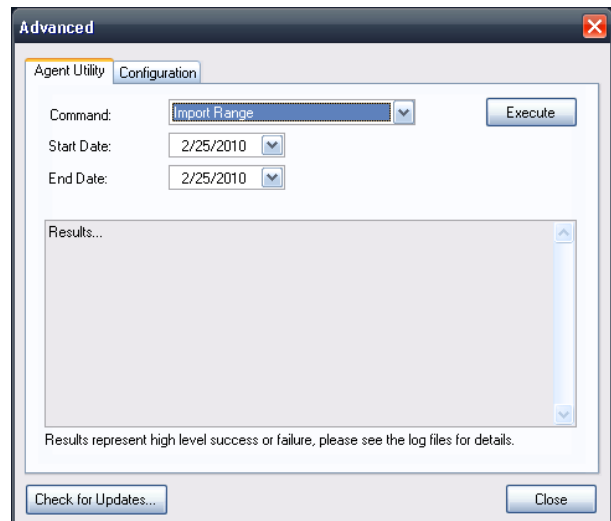 Advanced
Agent Utility Configuration
Command: Import Range Execute
Start Date: 2/25/2010
End Date: 2/25/2010
Results...
Results represent high level success or failure, please see the log files for details.
Check for Updates... Close